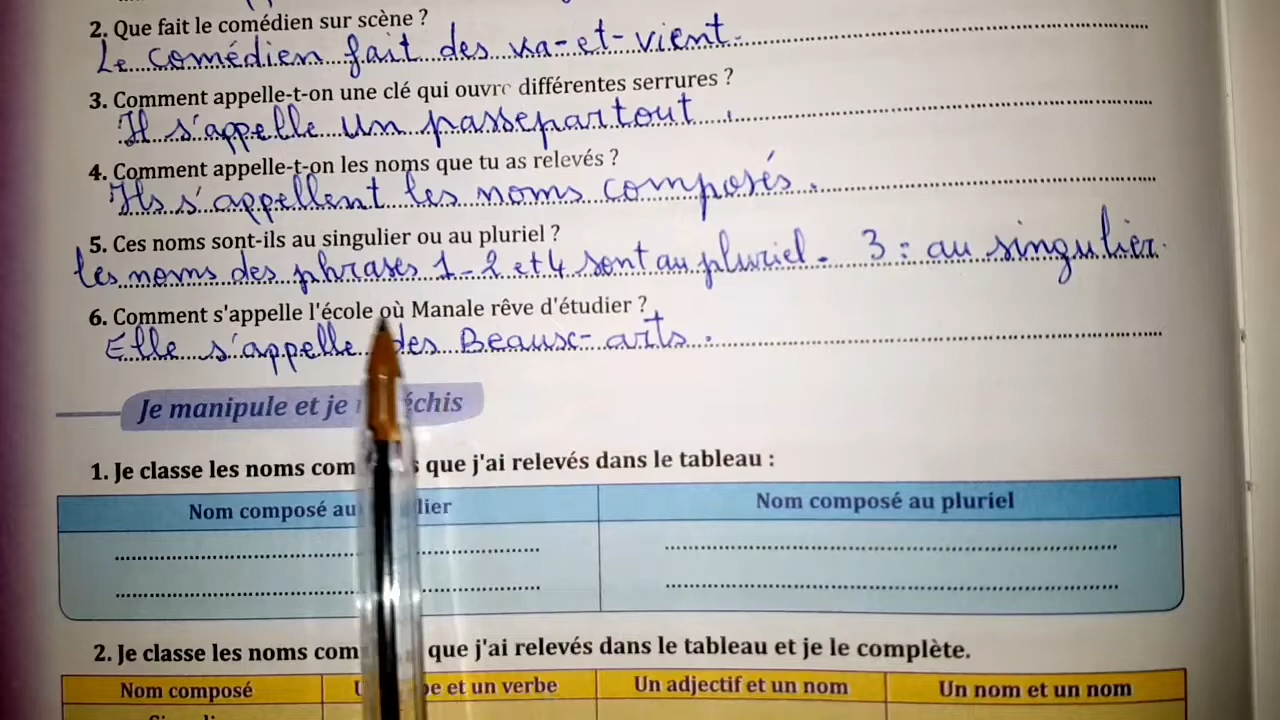 2. Que fait le comédien sur scène ?
Le comédien fait des va-et-vient.
3. Comment appelle-t-on une clé qui ouvre différentes serrures ?
Il s'appelle un passepartout.
4. Comment appelle-t-on les noms que tu as relevés ?
Ils s'appellent les noms composés.
5. Ces noms sont-ils au singulier ou au pluriel ?
les noms des phrases 1-2 et 4 sont au pluriel. 3: au singulier.
6. Comment s'appelle l'école où Manale rêve d'étudier ?
Elle s'appelle des Beaux-arts.
Je manipule et je échis
1. Je classe les noms com s que j'ai relevés dans le tableau :
Nom composé au lier Nom composé au pluriel
2. Je classe les noms com que j'ai relevés dans le tableau et je le complète.
Nom composé et un verbe Un adjectif et un nom Un nom et un nom